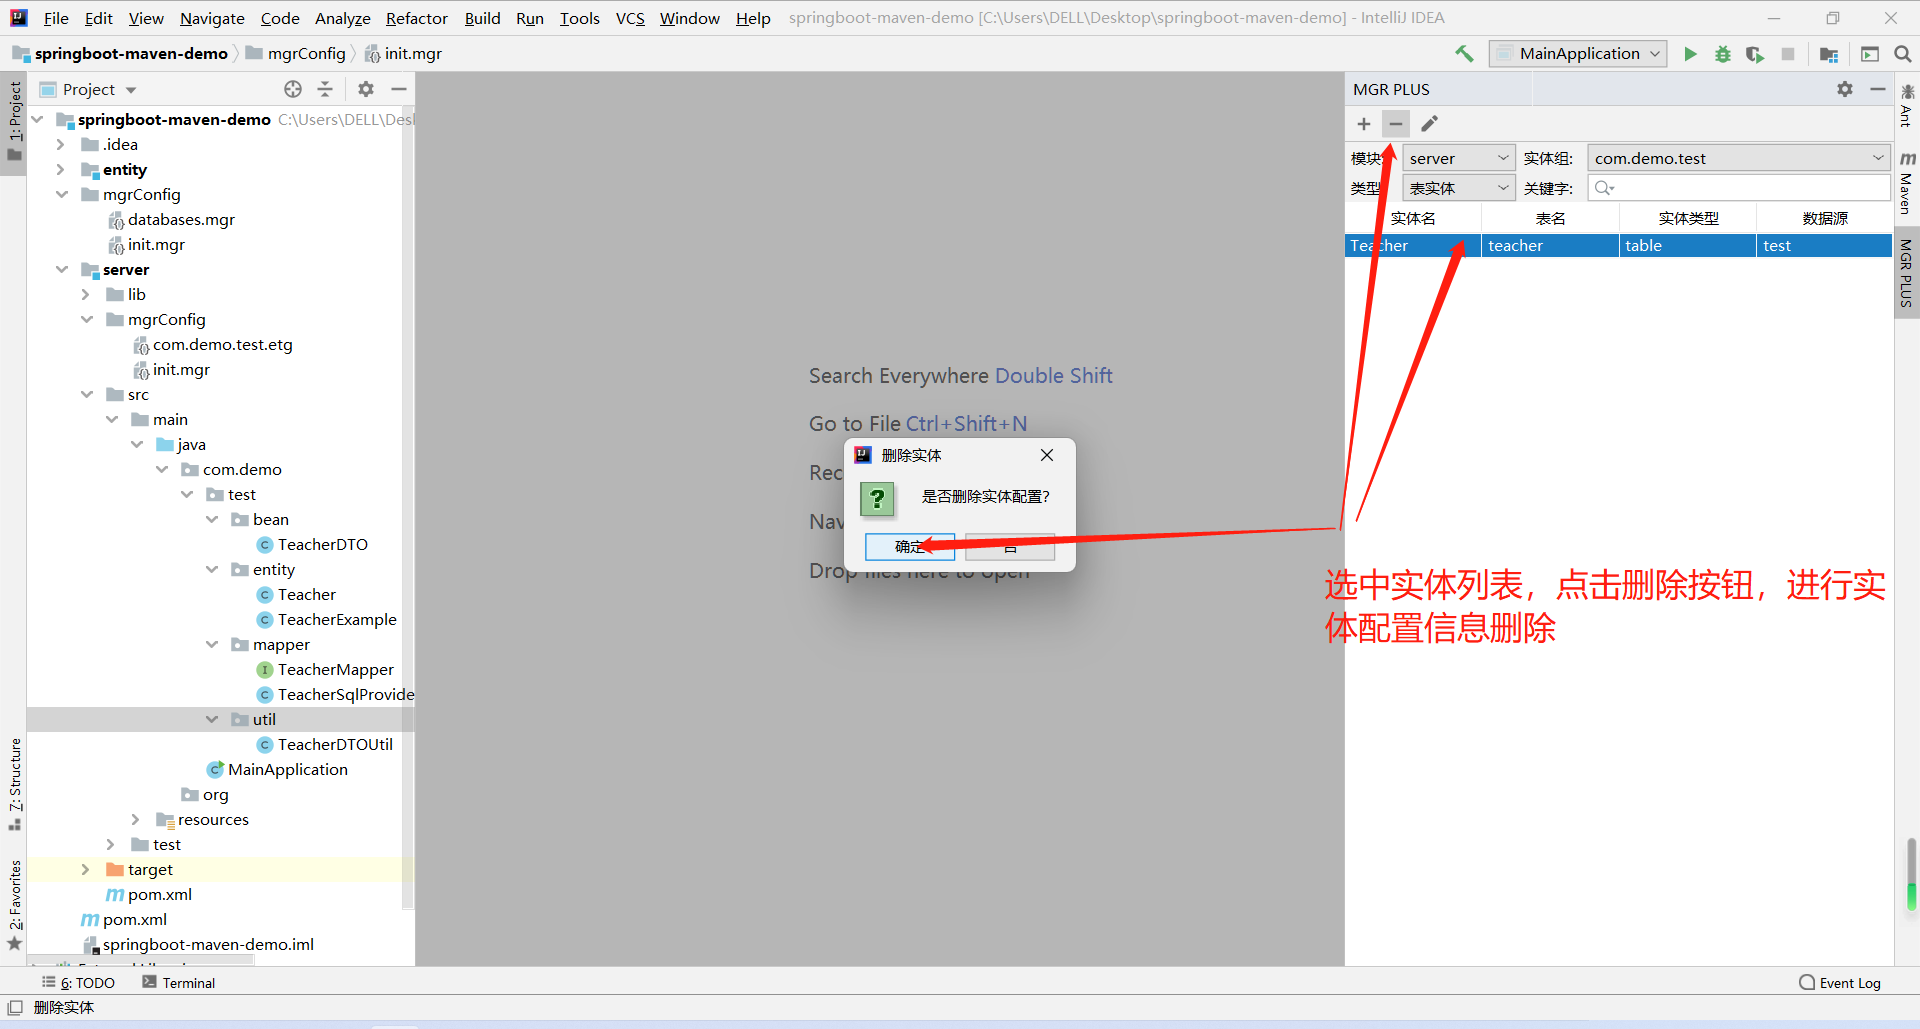 File Edit View Navigate Code Analyze Refactor Build Run Tools VCS Window Help springboot-maven-demo [C:\Users\DELL\Desktop\springboot-maven-demo] - IntelliJ IDEA
springboot-maven-demo mgrConfig init.mgr MainApplication
1: Project
7: Structure
2: Favorites
Project
springboot-maven-demo C:\Users\DELL\Desl
.idea
entity
mgrConfig
databases.mgr
init.mgr
server
lib
mgrConfig
com.demo.test.etg
init.mgr
src
main
java
com.demo
test
bean
TeacherDTO
entity
Teacher
TeacherExample
mapper
TeacherMapper
TeacherSqlProvide
util
TeacherDTOUtil
MainApplication
org
resources
test
target
pom.xml
pom.xml
springboot-maven-demo.iml
Search Everywhere Double Shift
Go to File Ctrl+Shift+N
Rec
Nav
Drop files here to open
删除实体
是否删除实体配置?
确定
MGR PLUS
模块 server 实体组: com.demo.test
类型 表实体 关键字:
实体名 表名 实体类型 数据源
Teacher teacher table test
选中实体列表，点击删除按钮，进行实
体配置信息删除
Ant
Maven
MGR PLUS
6: TODO Terminal Event Log
删除实体